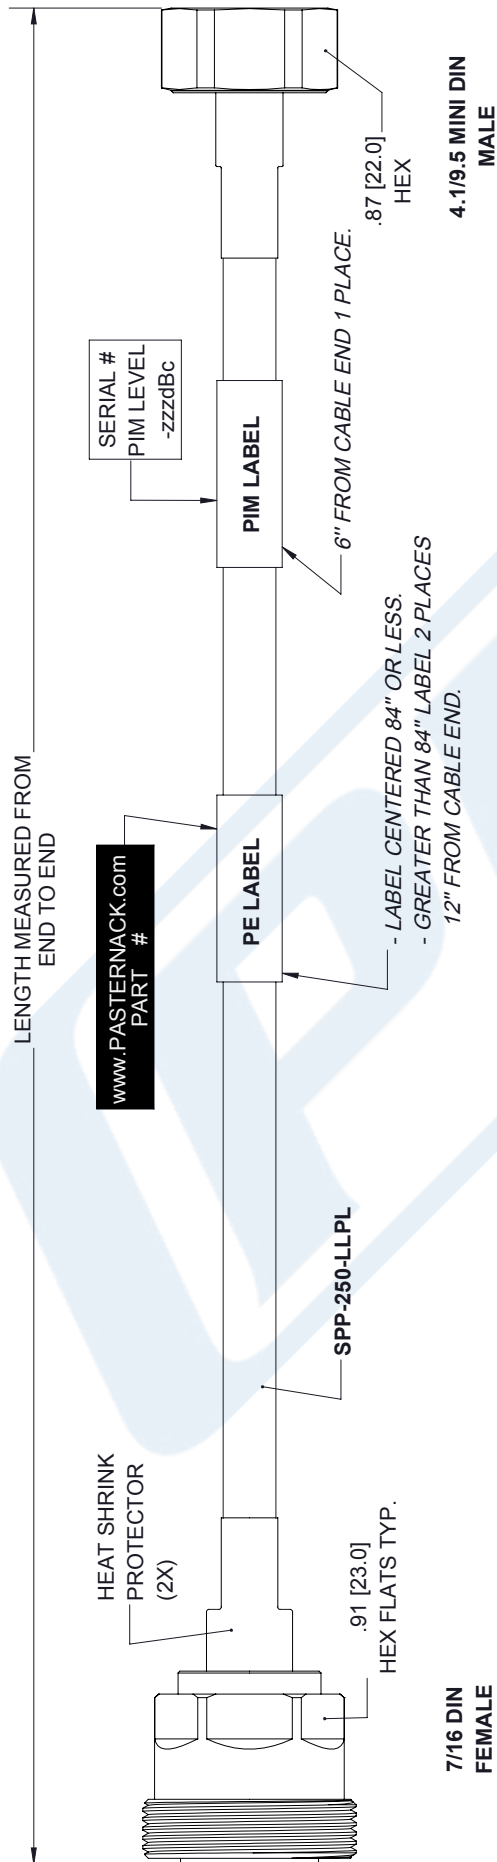 LENGTH MEASURED FROM
END TO END
HEAT SHRINK
PROTECTOR
(2X)
www.PASTERNACK.com
PART #
SERIAL #
PIM LEVEL
-zzzdBc
PE LABEL
PIM LABEL
.91 [23.0]
HEX FLATS TYP.
SPP-250-LLPL
- LABEL CENTERED 84" OR LESS.
- GREATER THAN 84" LABEL 2 PLACES
12" FROM CABLE END.
6" FROM CABLE END 1 PLACE.
.87 [22.0]
HEX
7/16 DIN
FEMALE
4.1/9.5 MINI DIN
MALE